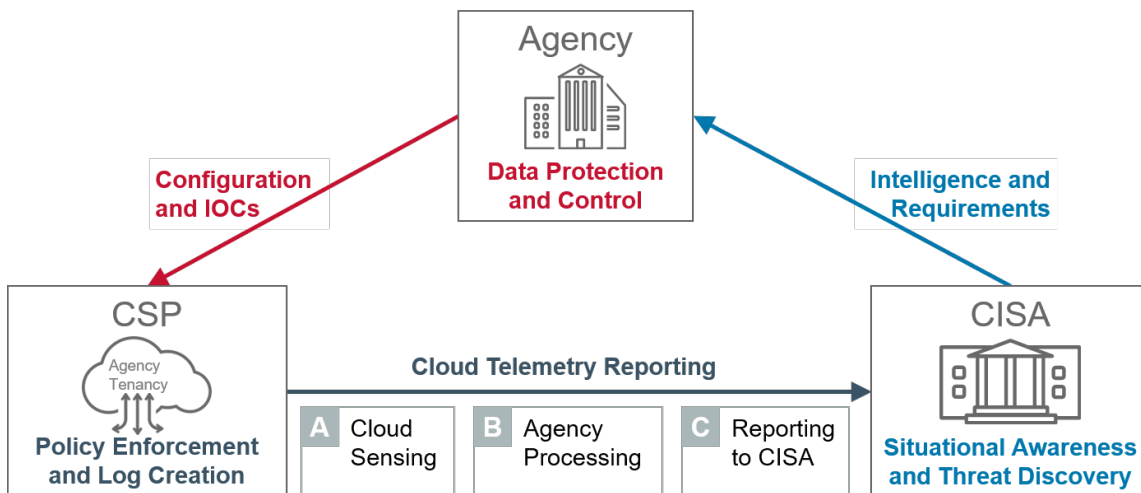 Agency
Data Protection
and Control
Configuration
and IOCs
Intelligence and
Requirements
CSP
Agency
Tenancy
Policy Enforcement
and Log Creation
Cloud Telemetry Reporting
A Cloud
Sensing
B Agency
Processing
C Reporting
to CISA
CISA
Situational Awareness
and Threat Discovery